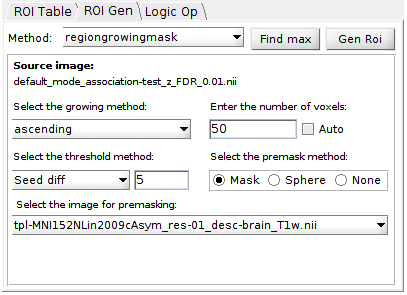 ROI Table ROI Gen Logic Op
Method: regiongrowingmask Find max Gen Roi
Source image:
default_mode_association-test_z_FDR_0.01.nii
Select the growing method: Enter the number of voxels:
ascending 50 Auto
Select the threshold method: Select the premask method:
Seed diff 5 Mask Sphere None
Select the image for premasking:
tpl-MNI152NLin2009cAsym_res-01_desc-brain_T1w.nii